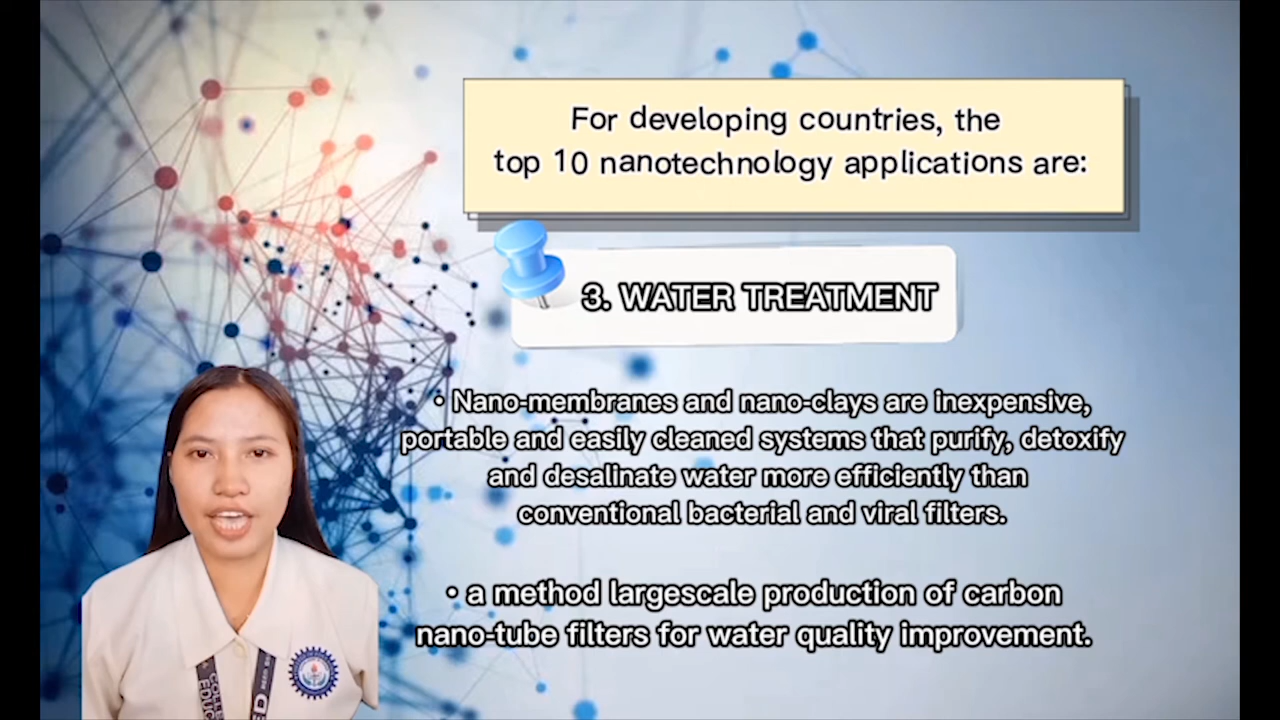 For developing countries, the
top 10 nanotechnology applications are:
3. WATER TREATMENT
• Nano-membranes and nano-clays are inexpensive,
portable and easily cleaned systems that purify, detoxify
and desalinate water more efficiently than
conventional bacterial and viral filters.
• a method largescale production of carbon
nano-tube filters for water quality improvement.